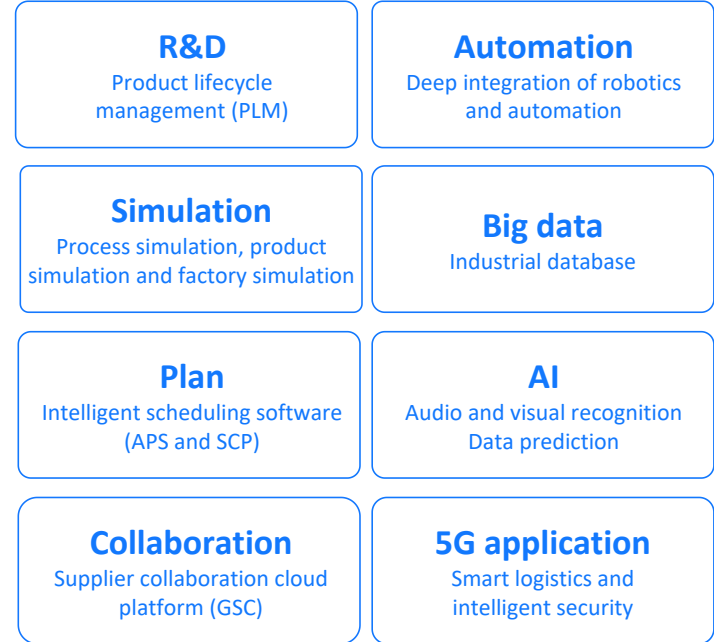 R&D
Product lifecycle
management (PLM)
Automation
Deep integration of robotics
and automation
Simulation
Process simulation, product
simulation and factory simulation
Big data
Industrial database
Plan
Intelligent scheduling software
(APS and SCP)
AI
Audio and visual recognition
Data prediction
Collaboration
Supplier collaboration cloud
platform (GSC)
5G application
Smart logistics and
intelligent security